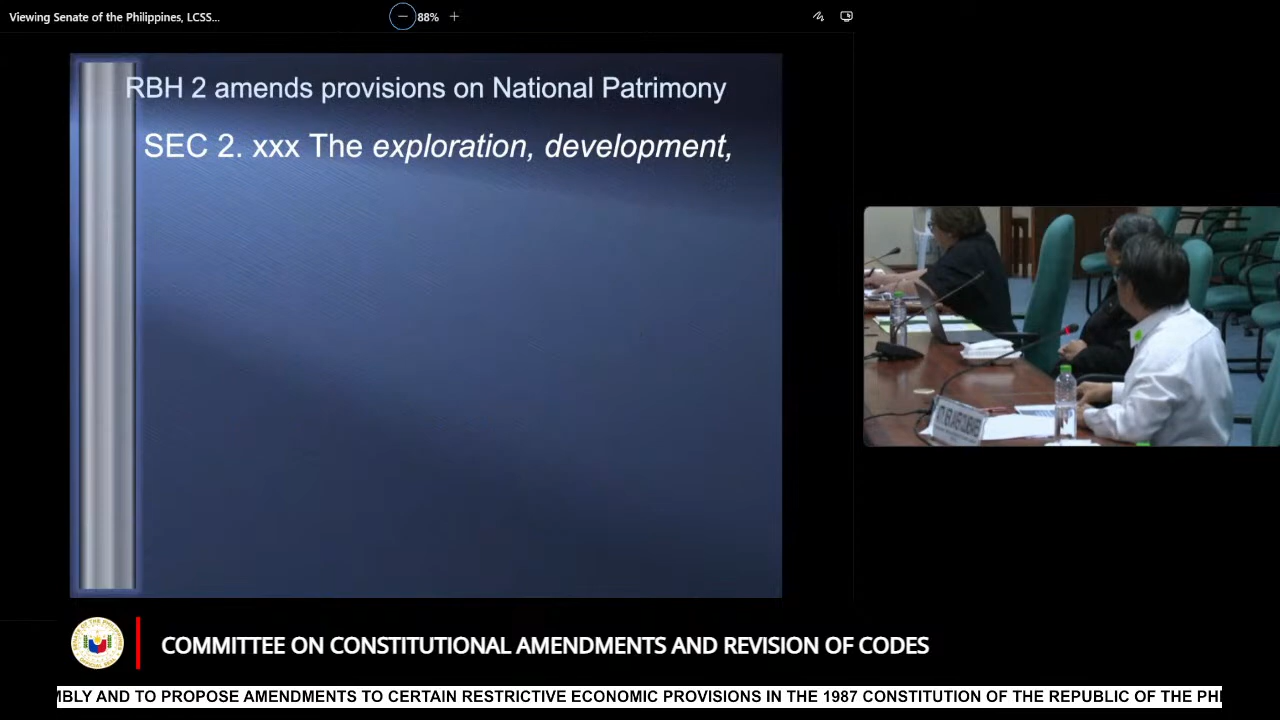 Viewing Senate of the Philippines, LCSS...
88%
RBH 2 amends provisions on National Patrimony
SEC 2. xxx The exploration, development,
COMMITTEE ON CONSTITUTIONAL AMENDMENTS AND REVISION OF CODES
MBLY AND TO PROPOSE AMENDMENTS TO CERTAIN RESTRICTIVE ECONOMIC PROVISIONS IN THE 1987 CONSTITUTION OF THE REPUBLIC OF THE PHI